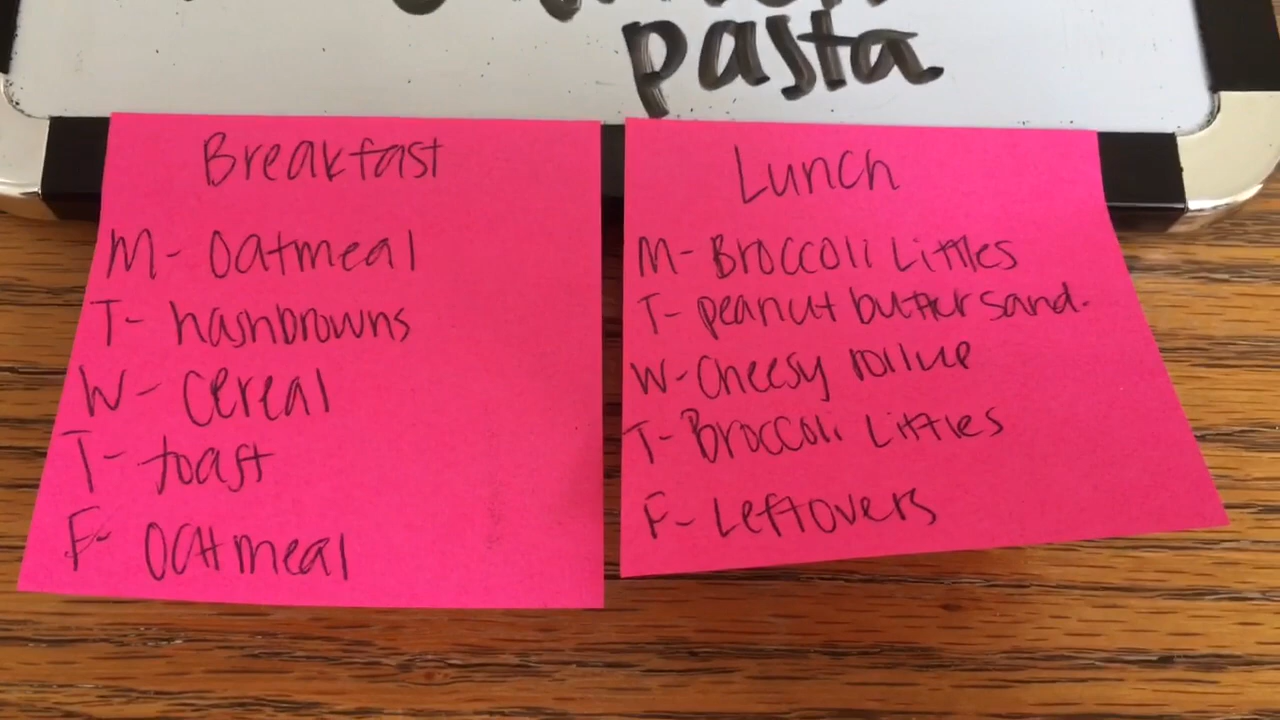 pasta
Breakfast
M- Oatmeal
T- hashbrowns
W- cereal
T- toast
F- Oatmeal
Lunch
M- Broccoli Littles
T- peanut butter sand.
W- Cheesy rollup
T- Broccoli Littles
F- Leftovers